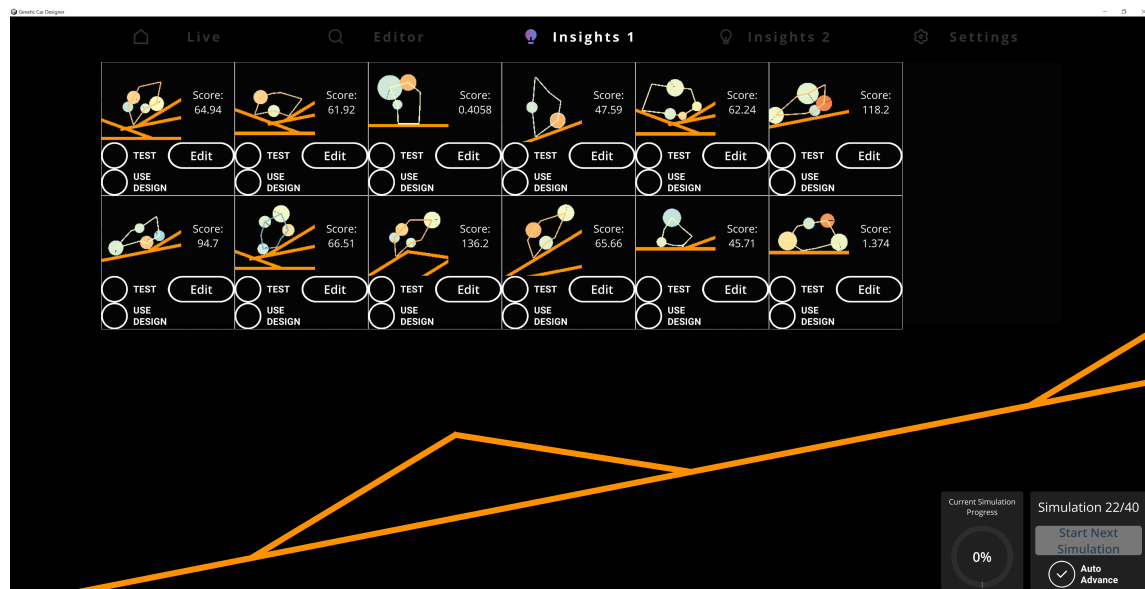 Genetic Car Designer
Live
Editor
Insights 1
Insights 2
Settings
Score:
64.94
TEST
Edit
USE
DESIGN
Score:
61.92
TEST
Edit
USE
DESIGN
Score:
0.4058
TEST
Edit
USE
DESIGN
Score:
47.59
TEST
Edit
USE
DESIGN
Score:
62.24
TEST
Edit
USE
DESIGN
Score:
118.2
TEST
Edit
USE
DESIGN
Score:
94.7
TEST
Edit
USE
DESIGN
Score:
66.51
TEST
Edit
USE
DESIGN
Score:
136.2
TEST
Edit
USE
DESIGN
Score:
65.66
TEST
Edit
USE
DESIGN
Score:
45.71
TEST
Edit
USE
DESIGN
Score:
1.374
TEST
Edit
USE
DESIGN
Current Simulation
Progress
0%
Simulation 22/40
Start Next
Simulation
Auto
Advance